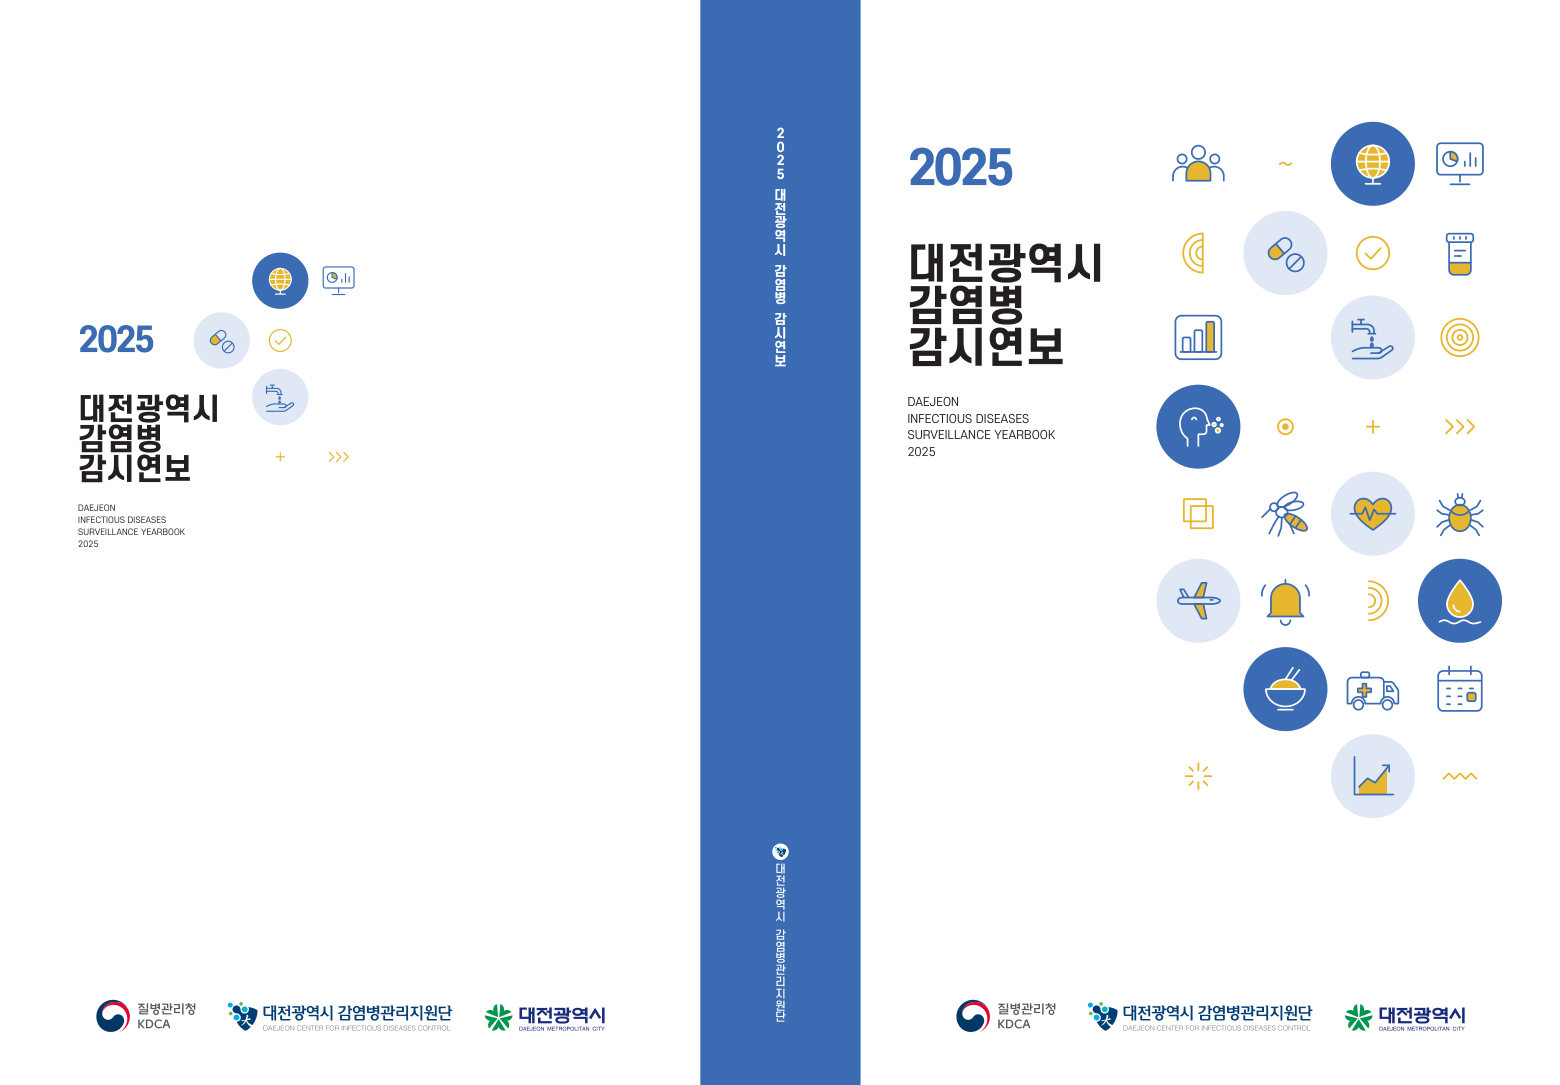 2025
대전광역시
감염병
감시연보
DAEJEON
INFECTIOUS DISEASES
SURVEILLANCE YEARBOOK
2025
질병관리청
KDCA
대전광역시 감염병관리지원단
DAEJEON CENTER FOR INFECTIOUS DISEASES CONTROL
대전광역시
DAEJEON METROPOLITAN CITY
2025 대전광역시 감염병 감시연보
대전광역시 감염병관리지원단
2025
대전광역시
감염병
감시연보
DAEJEON
INFECTIOUS DISEASES
SURVEILLANCE YEARBOOK
2025
질병관리청
KDCA
대전광역시 감염병관리지원단
DAEJEON CENTER FOR INFECTIOUS DISEASES CONTROL
대전광역시
DAEJEON METROPOLITAN CITY